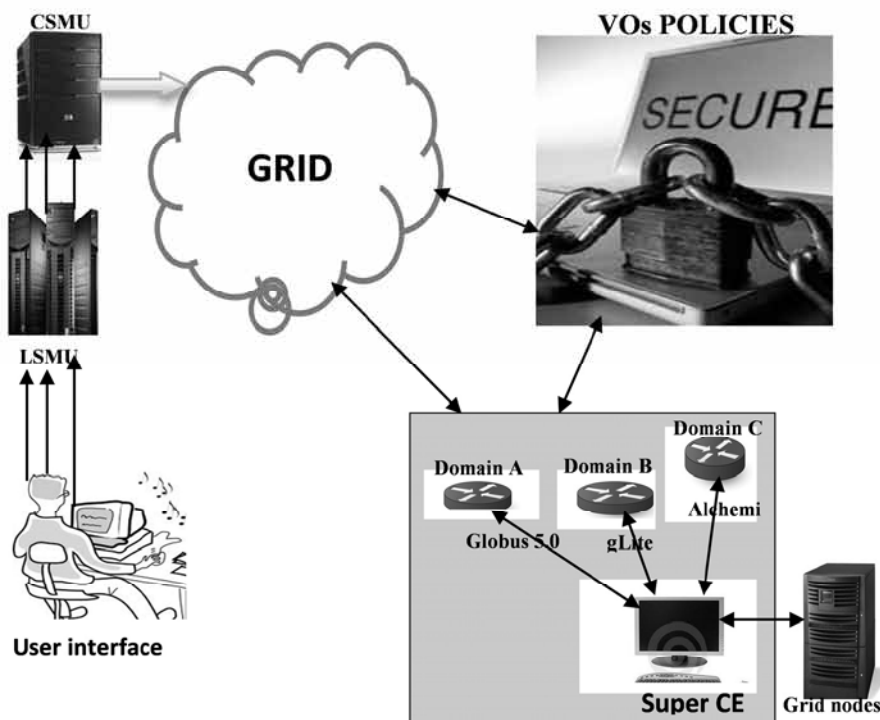 CSMU
VOs POLICIES
SECURE
GRID
LSMU
User interface
Domain A
Domain B
Domain C
Globus 5.0
gLite
Alchemi
Super CE
Grid nodes